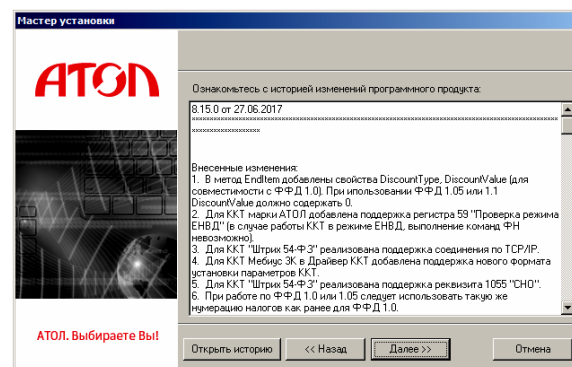 Мастер установки
АТОЛ
Ознакомьтесь с историей изменений программного продукта:
8.15.0 от 27.06.2017
Внесенные изменения:
1. В метод EndItem добавлены свойства DiscountType, DiscountValue (для
совместимости с ФФД 1.0). При ипользовании ФФД 1.05 или 1.1
DiscountValue должно содержать 0.
2. Для ККТ марки АТОЛ добавлена поддержка регистра 59 "Проверка режима
ЕНВД" (в случае работы ККТ в режиме ЕНВД, выполнение команд ФН
невозможно).
3. Для ККТ "Штрих 54-ФЗ" реализована поддержка соединения по TCP/IP.
4. Для ККТ Мебиус 3К в Драйвер ККТ добавлена поддержка нового формата
установки параметров ККТ.
5. Для ККТ "Штрих 54-ФЗ" реализована поддержка реквизита 1055 "СНО".
6. При работе по ФФД 1.0 или 1.05 следует использовать такую же
нумерацию налогов как ранее для ФФД 1.0.
АТОЛ. Выбираете Вы!
Открыть историю
<< Назад
Далее >>
Отмена